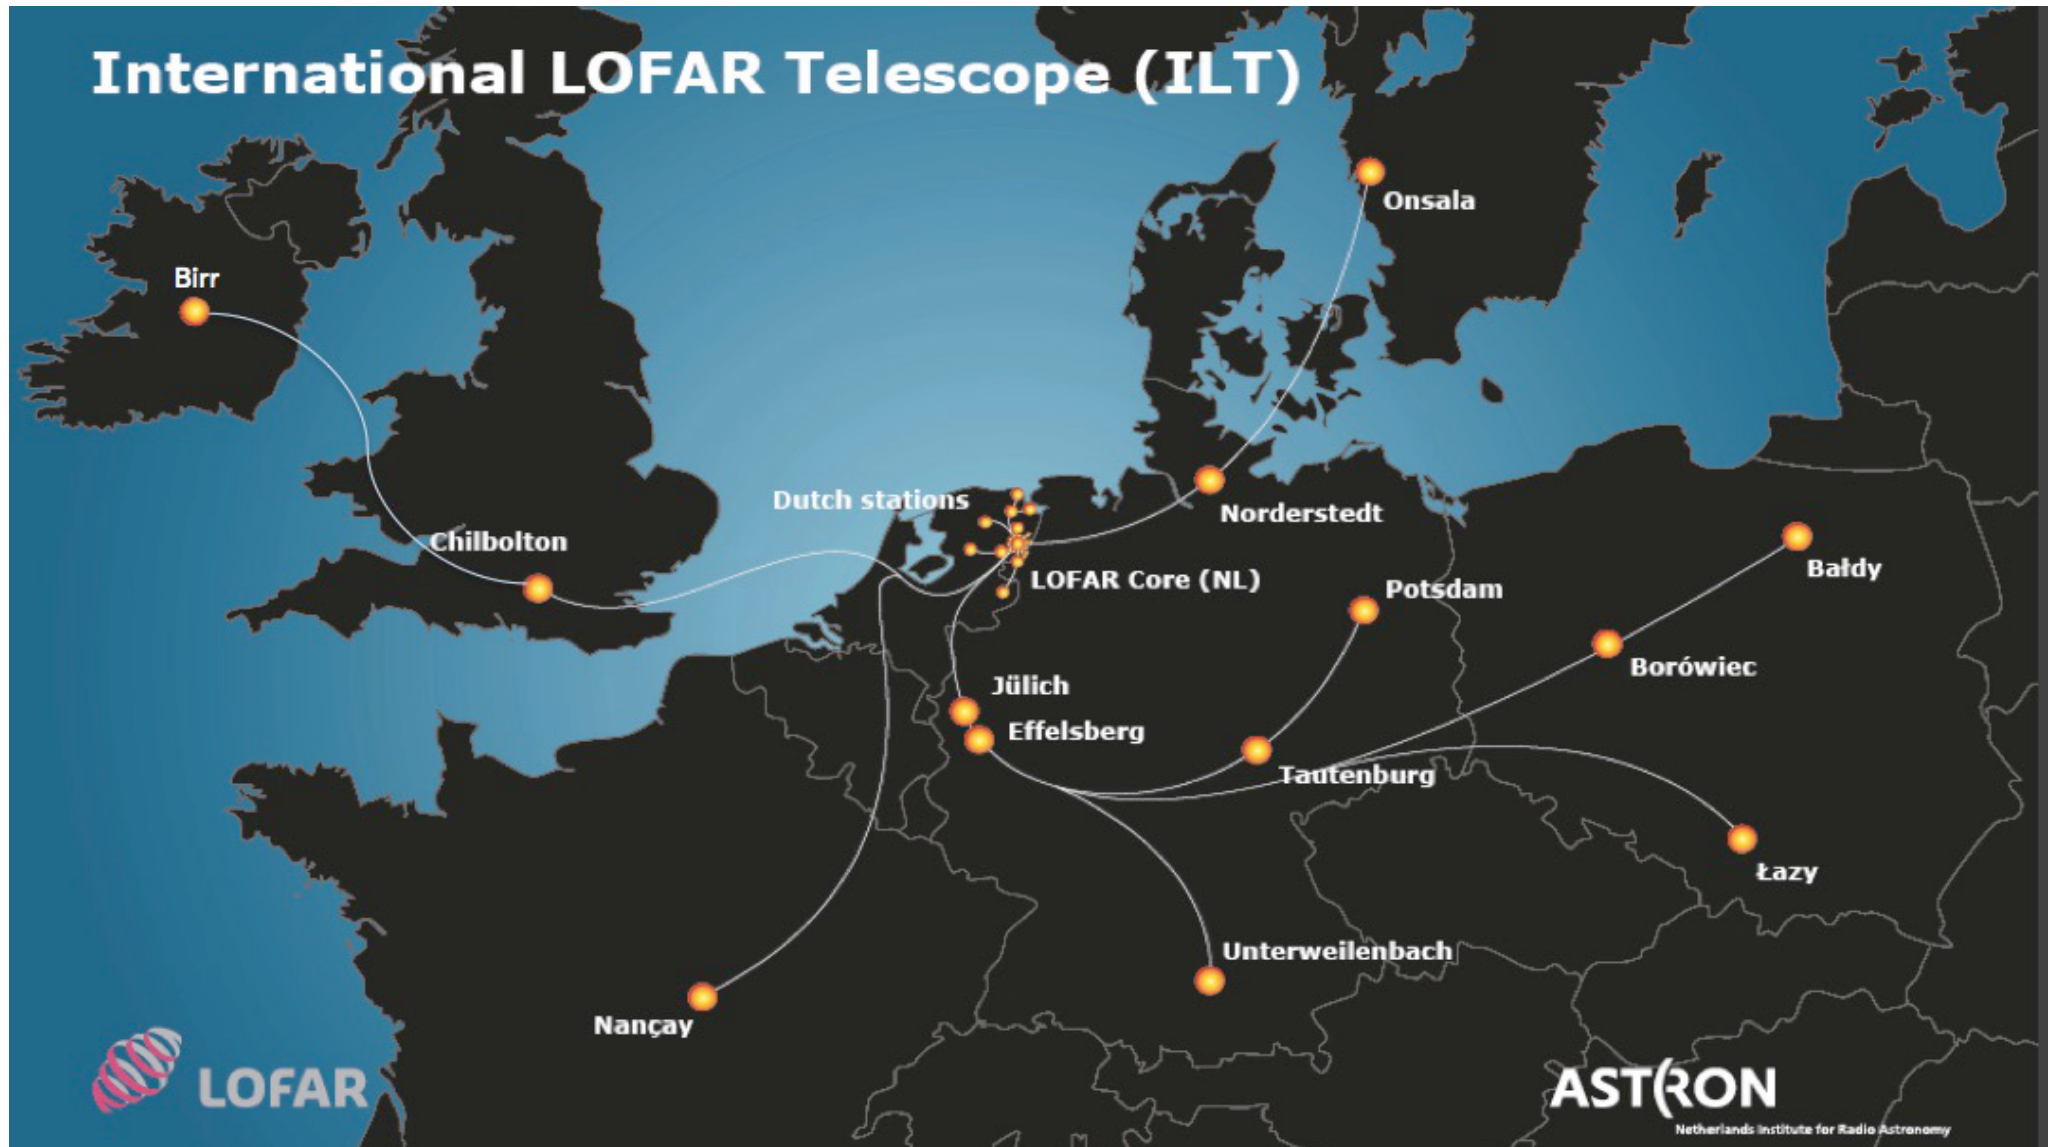 International LOFAR Telescope (ILT)
Onsala
Birr
Dutch stations
Norderstedt
Chilbolton
LOFAR Core (NL)
Bałdy
Potsdam
Borówiec
Jülich
Effelsberg
Tautenburg
Łazy
Unterweilenbach
Nançay
LOFAR
ASTRON
Netherlands Institute for Radio Astronomy